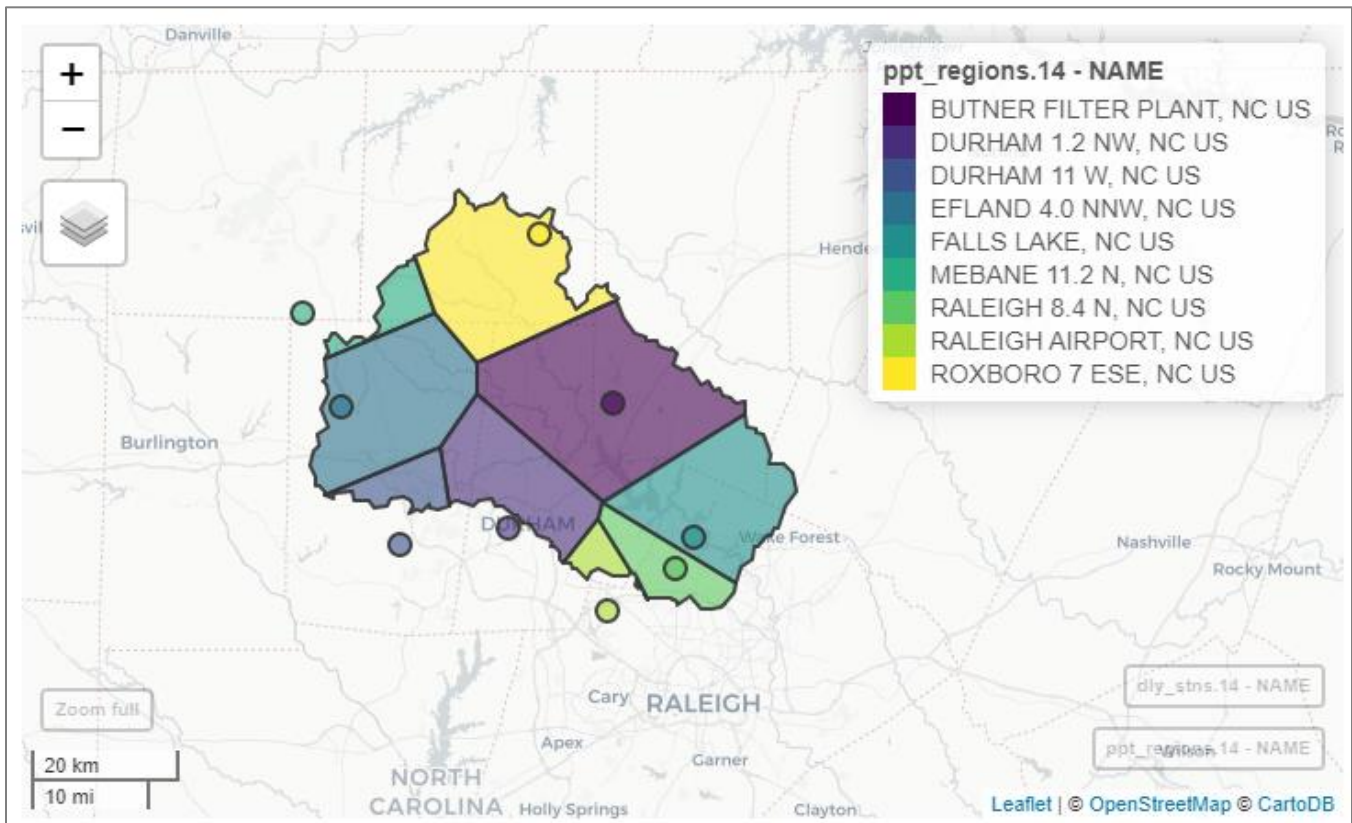 Danville
+
−
ppt_regions.14 - NAME
BUTNER FILTER PLANT, NC US
DURHAM 1.2 NW, NC US
DURHAM 11 W, NC US
EFLAND 4.0 NNW, NC US
FALLS LAKE, NC US
MEBANE 11.2 N, NC US
RALEIGH 8.4 N, NC US
RALEIGH AIRPORT, NC US
ROXBORO 7 ESE, NC US
Hende
Burlington
DURHAM
Wake Forest
Nashville
Rocky Mount
Cary
RALEIGH
dly_stns.14 - NAME
Zoom full
Apex
Garner
ppt_regions.14 - NAME
Wilson
20 km
10 mi
NORTH
CAROLINA
Holly Springs
Clayton
Leaflet | © OpenStreetMap © CartoDB